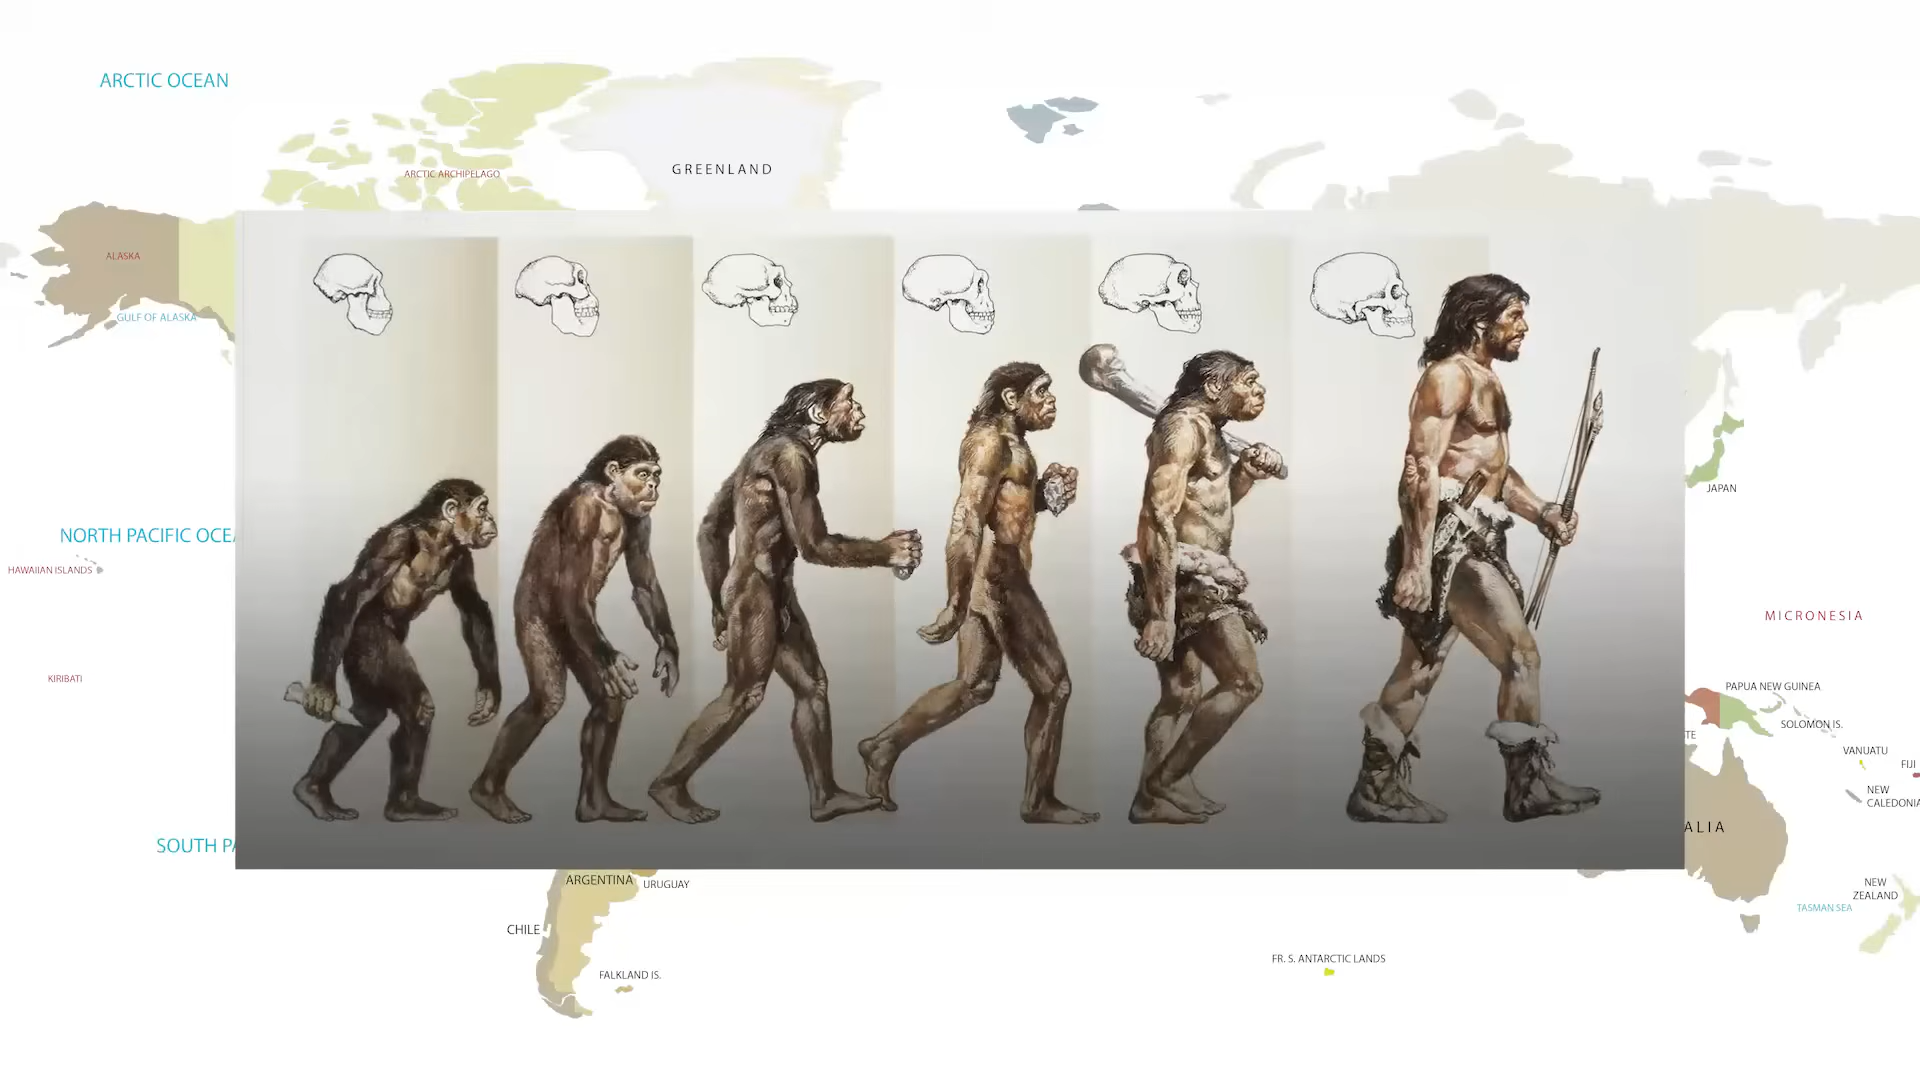 ARCTIC OCEAN
GREENLAND
ARCTIC ARCHIPELAGO
ALASKA
GULF OF ALASKA
JAPAN
NORTH PACIFIC OCEA
HAWAIIAN ISLANDS
MICRONESIA
KIRIBATI
PAPUA NEW GUINEA
SOLOMON IS.
TE
VANUATU
FIJI
NEW
CALEDONIA
ALIA
SOUTH PA
ARGENTINA
URUGUAY
NEW
ZEALAND
TASMAN SEA
CHILE
FR. S. ANTARCTIC LANDS
FALKLAND IS.